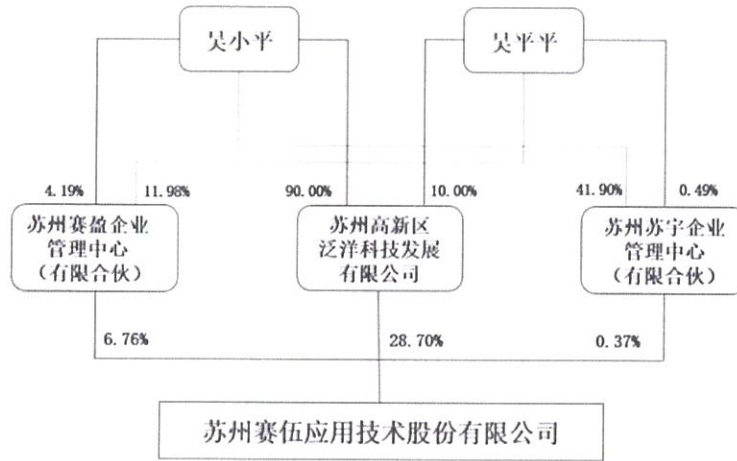 吴小平
吴平平
4.19%
11.98%
90.00%
10.00%
41.90%
0.49%
苏州赛盈企业
管理中心
（有限合伙）
苏州高新区
泛洋科技发展
有限公司
苏州苏宇企业
管理中心
（有限合伙）
6.76%
28.70%
0.37%
苏州赛伍应用技术股份有限公司